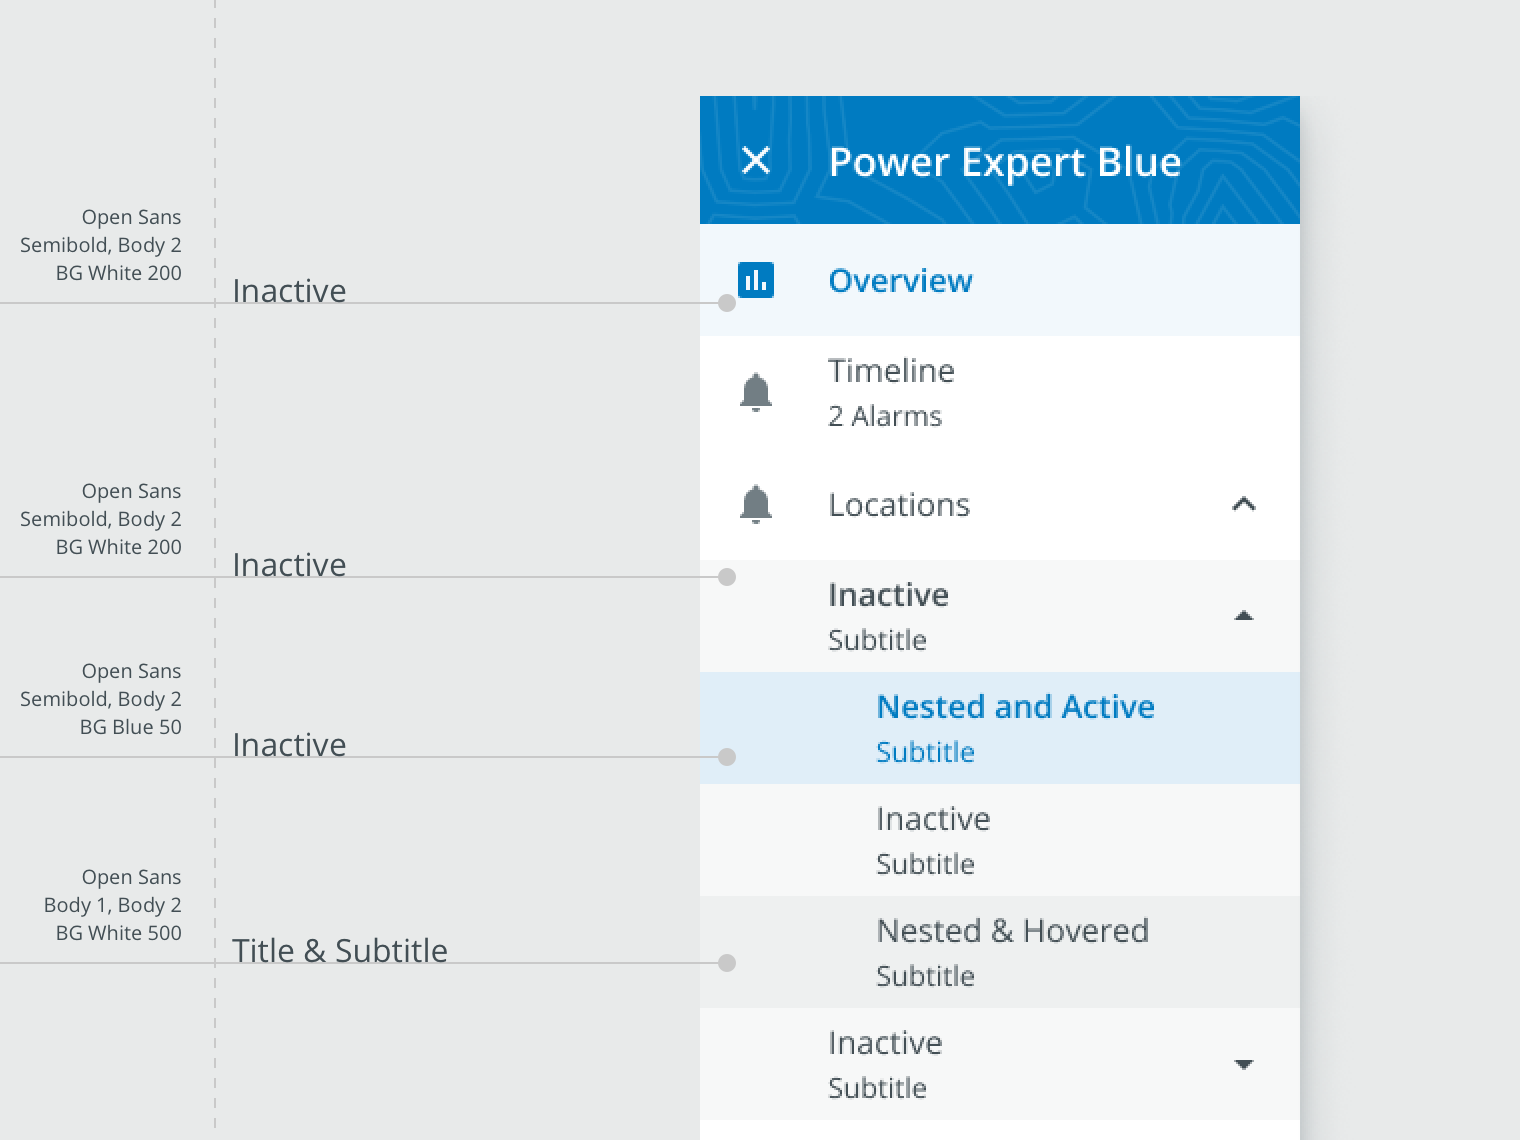 Open Sans
Semibold, Body 2
BG White 200
Inactive
Open Sans
Semibold, Body 2
BG White 200
Inactive
Open Sans
Semibold, Body 2
BG Blue 50
Inactive
Open Sans
Body 1, Body 2
BG White 500
Title & Subtitle
Power Expert Blue
Overview
Timeline
2 Alarms
Locations
Inactive
Subtitle
Nested and Active
Subtitle
Inactive
Subtitle
Nested & Hovered
Subtitle
Inactive
Subtitle